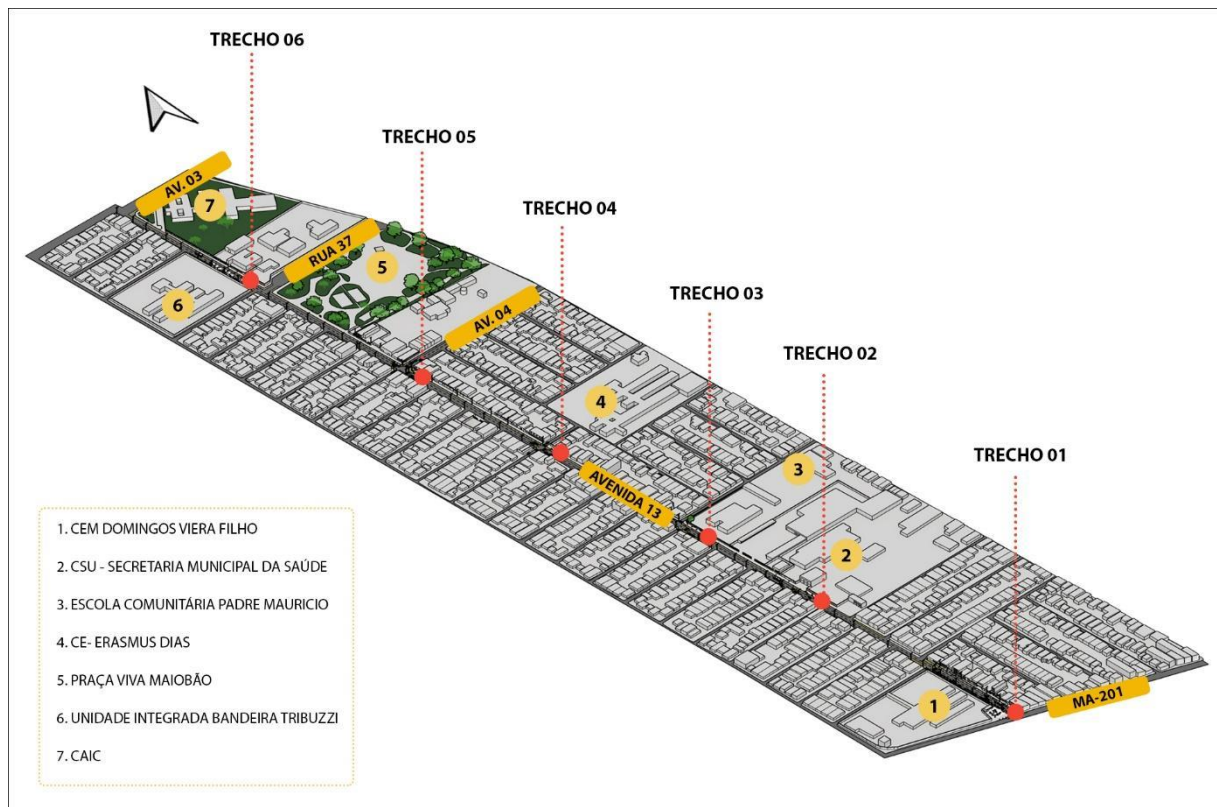 TRECHO 06
TRECHO 05
TRECHO 04
TRECHO 03
TRECHO 02
TRECHO 01
AV. 03
7
RUA 37
5
6
AV. 04
4
AVENIDA 13
3
2
1
MA-201
1. CEM DOMINGOS VIERA FILHO
2. CSU - SECRETARIA MUNICIPAL DA SAÚDE
3. ESCOLA COMUNITÁRIA PADRE MAURICIO
4. CE- ERASMUS DIAS
5. PRAÇA VIVA MAIOBÃO
6. UNIDADE INTEGRADA BANDEIRA TRIBUZZI
7. CAIC